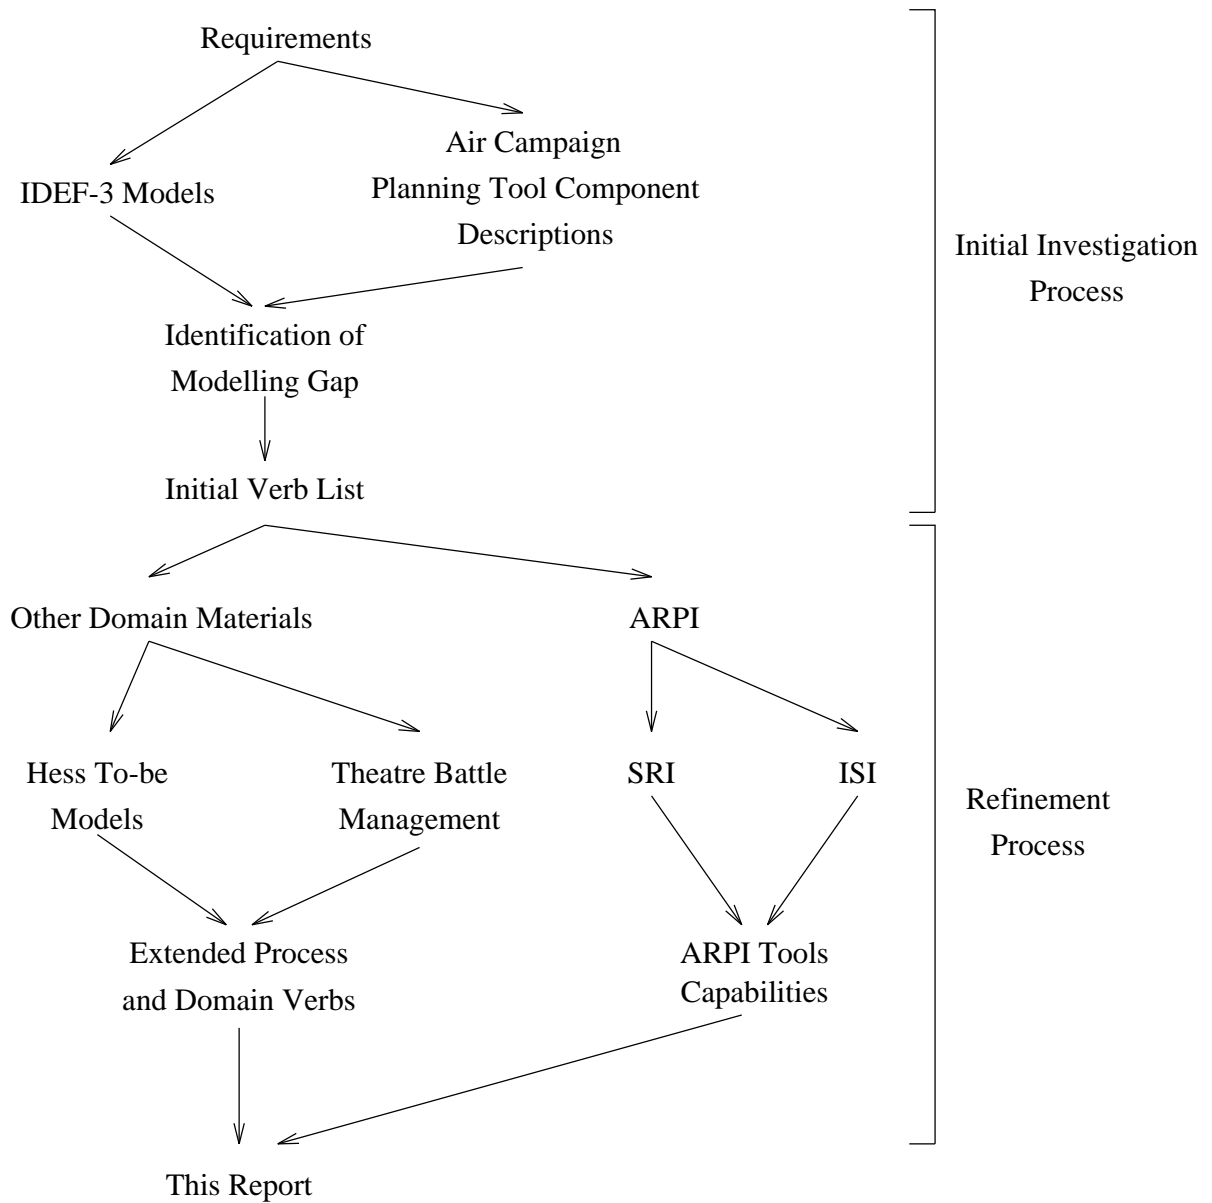 Requirements
Air Campaign
Planning Tool Component
Descriptions
IDEF-3 Models
Initial Investigation
Process
Identification of
Modelling Gap
Initial Verb List
Other Domain Materials
ARPI
Hess To-be
Models
Theatre Battle
Management
SRI
ISI
Refinement
Process
Extended Process
and Domain Verbs
ARPI Tools
Capabilities
This Report